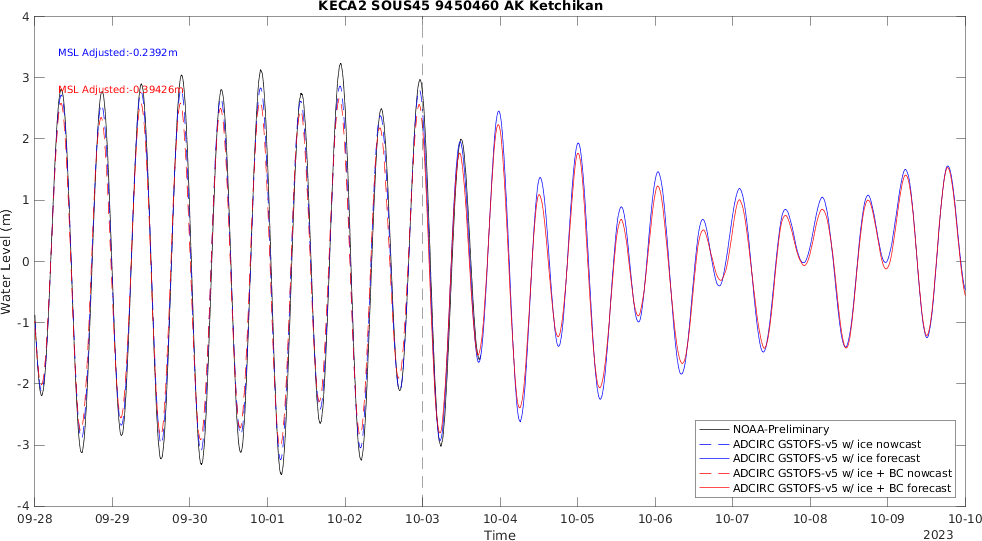 KECA2 SOUS45 9450460 AK Ketchikan
MSL Adjusted:-0.2392m
MSL Adjusted:-0.39426m
Water Level (m)
4
3
2
1
0
-1
-2
-3
-4
NOAA-Preliminary
ADCIRC GSTOFS-v5 w/ ice nowcast
ADCIRC GSTOFS-v5 w/ ice forecast
ADCIRC GSTOFS-v5 w/ ice + BC nowcast
ADCIRC GSTOFS-v5 w/ ice + BC forecast
09-28 09-29 09-30 10-01 10-02 10-03 10-04 10-05 10-06 10-07 10-08 10-09 10-10
Time
2023